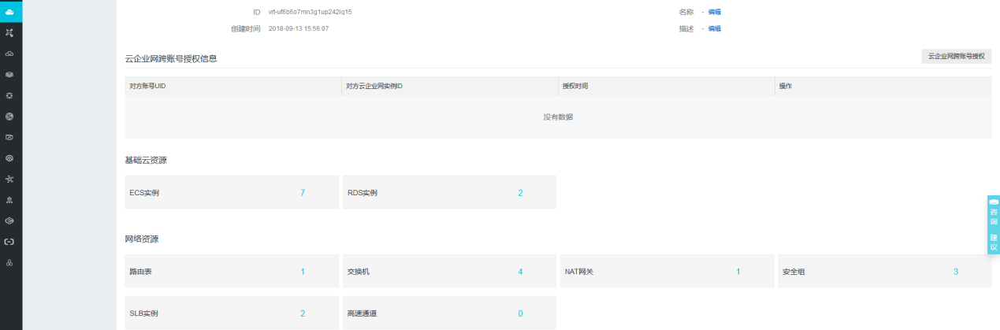 ID vrt-uf6b6o7mn3g1up242iq15 名称 - 编辑
创建时间 2018-09-13 15:56:07 描述 - 编辑
云企业网跨账号授权信息 云企业网跨账号授权
对方账号UID 对方云企业网实例ID 授权时间 操作
没有数据
基础云资源
ECS实例 7 RDS实例 2
咨询·建议
网络资源
路由表 1 交换机 4 NAT网关 1 安全组 3
SLB实例 2 高速通道 0